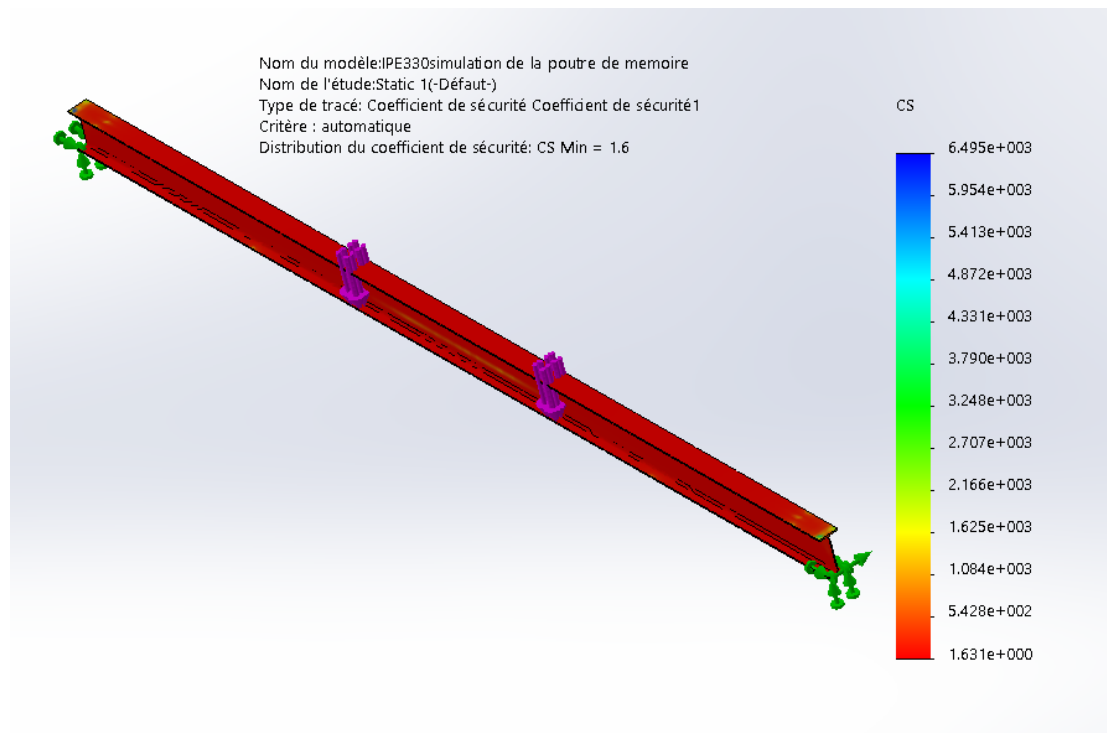 Nom du modèle:IPE330simulation de la poutre de memoire
Nom de l'étude:Static 1(-Défaut-)
Type de tracé: Coefficient de sécurité Coefficient de sécurité1
Critère : automatique
Distribution du coefficient de sécurité: CS Min = 1.6
CS
6.495e+003
5.954e+003
5.413e+003
4.872e+003
4.331e+003
3.790e+003
3.248e+003
2.707e+003
2.166e+003
1.625e+003
1.084e+003
5.428e+002
1.631e+000